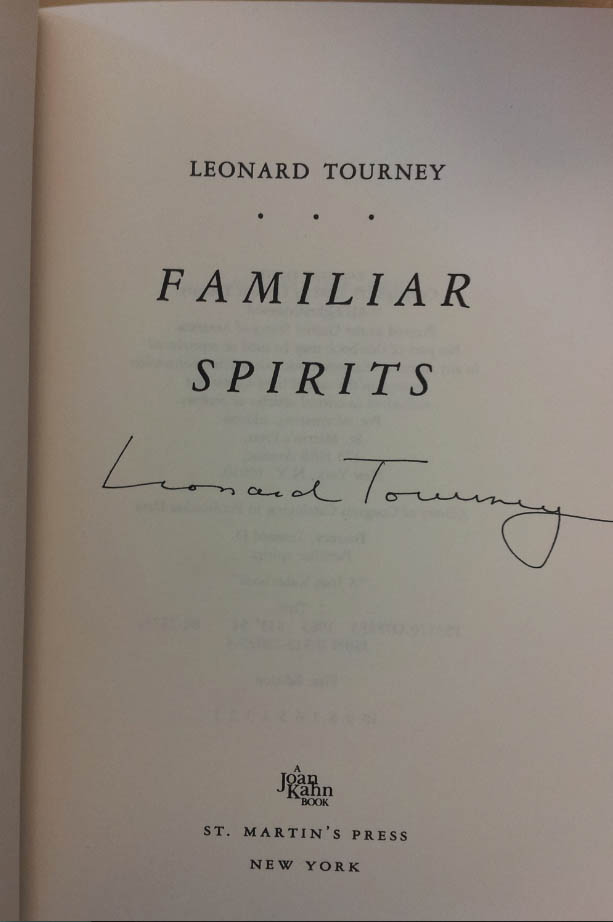 LEONARD TOURNEY
• • •
FAMILIAR
SPIRITS
Leonard Tourney
A
Joan
Kahn
BOOK
ST. MARTIN'S PRESS
NEW YORK